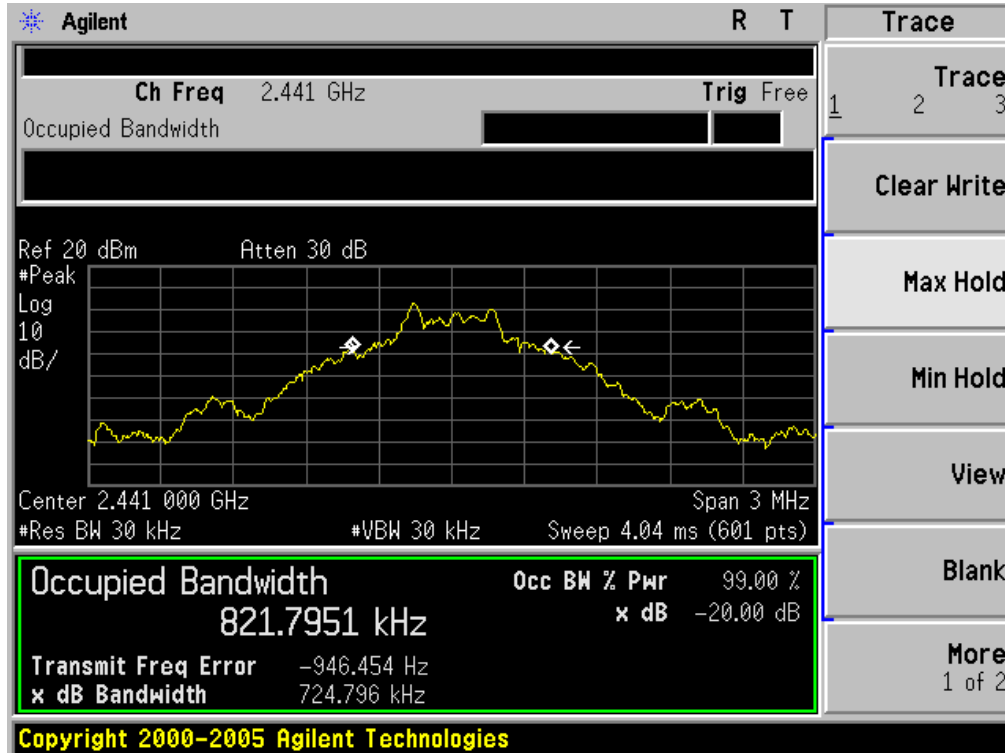 Agilent R T Trace
Ch Freq 2.441 GHz Trig Free
Occupied Bandwidth
Ref 20 dBm Atten 30 dB
#Peak
Log
10
dB/
Center 2.441 000 GHz Span 3 MHz
#Res BW 30 kHz #VBW 30 kHz Sweep 4.04 ms (601 pts)
Occupied Bandwidth
821.7951 kHz
Occ BW % Pwr 99.00 %
x dB -20.00 dB
Transmit Freq Error -946.454 Hz
x dB Bandwidth 724.796 kHz
Copyright 2000-2005 Agilent Technologies
Trace
1 2 3
Clear Write
Max Hold
Min Hold
View
Blank
More
1 of 2